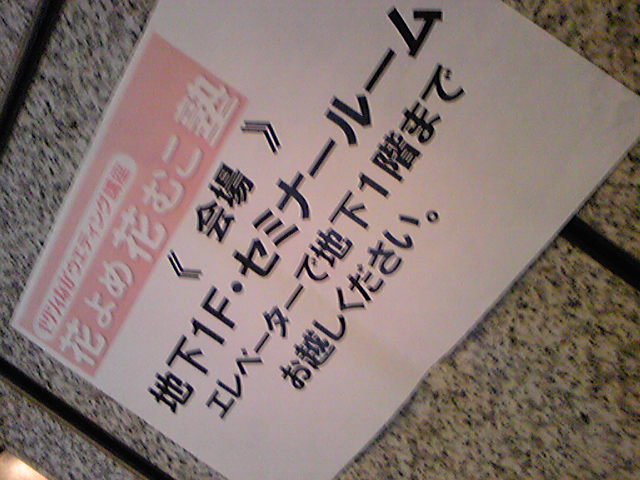 花よめ花むこ塾
《 会場 》
地下1F・セミナールーム
エレベーターで地下1階まで
お越しください。